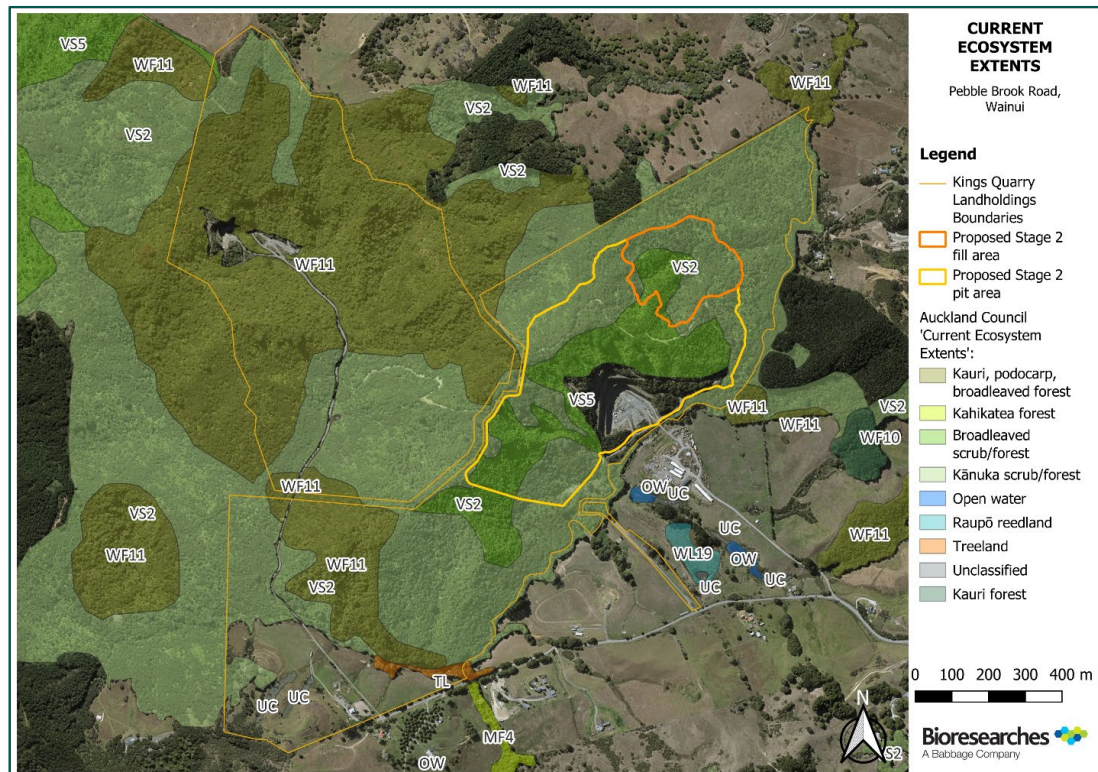 CURRENT
ECOSYSTEM
EXTENTS
Pebble Brook Road,
Wainui
Legend
Kings Quarry
Landholdings
Boundaries
Proposed Stage 2
fill area
Proposed Stage 2
pit area
Auckland Council
'Current Ecosystem
Extents':
Kauri, podocarp,
broadleaved forest
Kahikatea forest
Broadleaved
scrub/forest
Kānuka scrub/forest
Open water
Raupō reedland
Treeland
Unclassified
Kauri forest
0 100 200 300 400 m
N
Bioresearches
A Babbage Company
VS5
WF11
WF11
WF11
VS2
VS2
VS2
WF11
VS2
VS5
WF11
VS2
WF11
WF10
WF11
VS2
OW
UC
VS2
UC
WF11
WF11
WF11
WL19
OW
UC
UC
VS2
TL
UC
UC
MF4
OW
S2